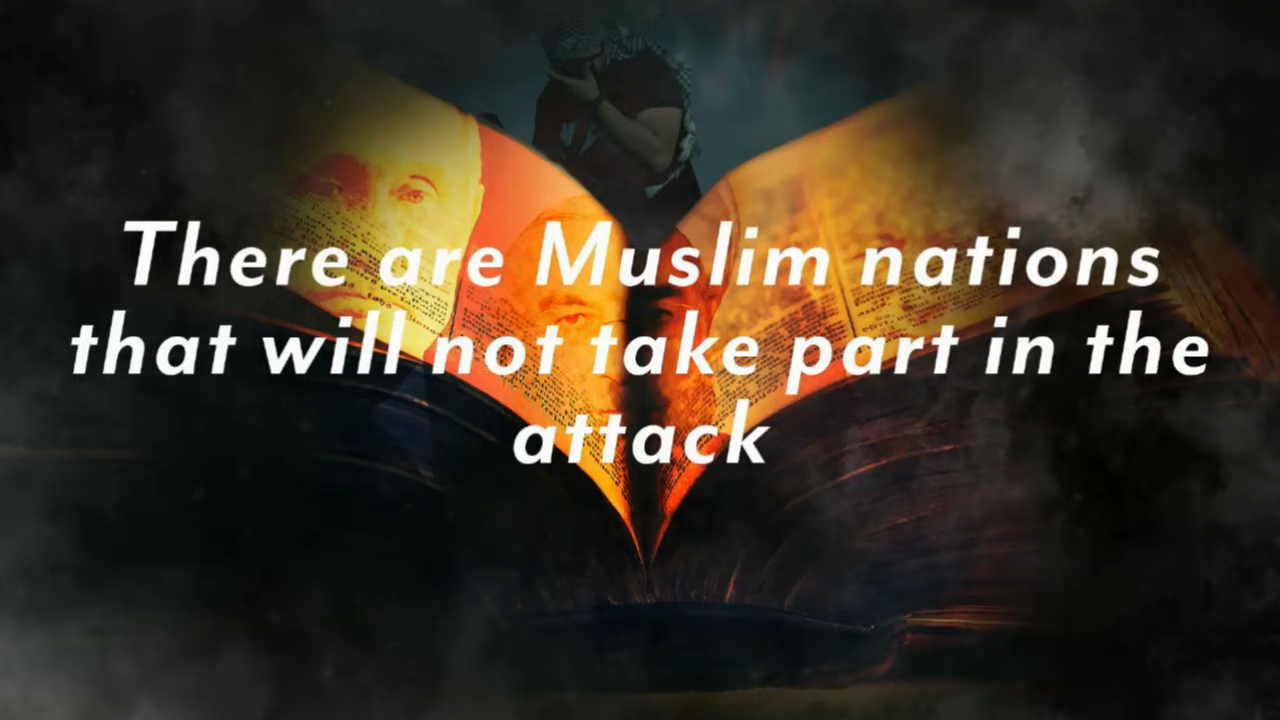 There are Muslim nations
that will not take part in the
attack